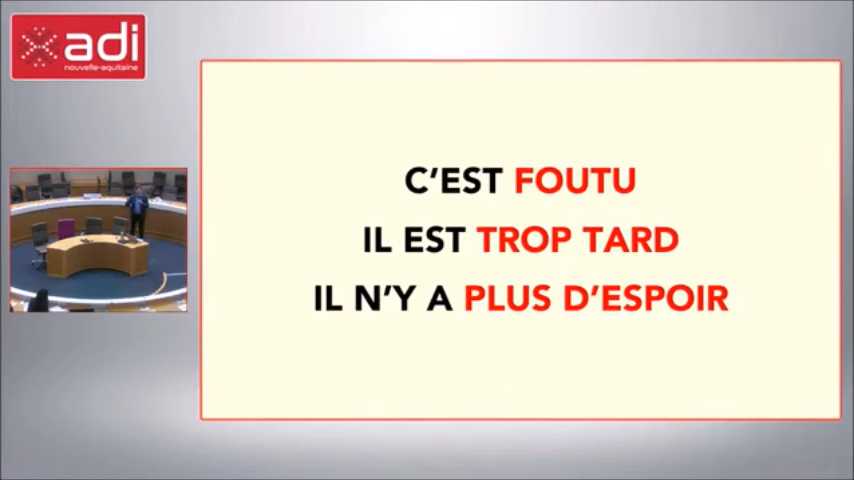 adi
nouvelle-aquitaine
C'EST FOUTU
IL EST TROP TARD
IL N'Y A PLUS D'ESPOIR